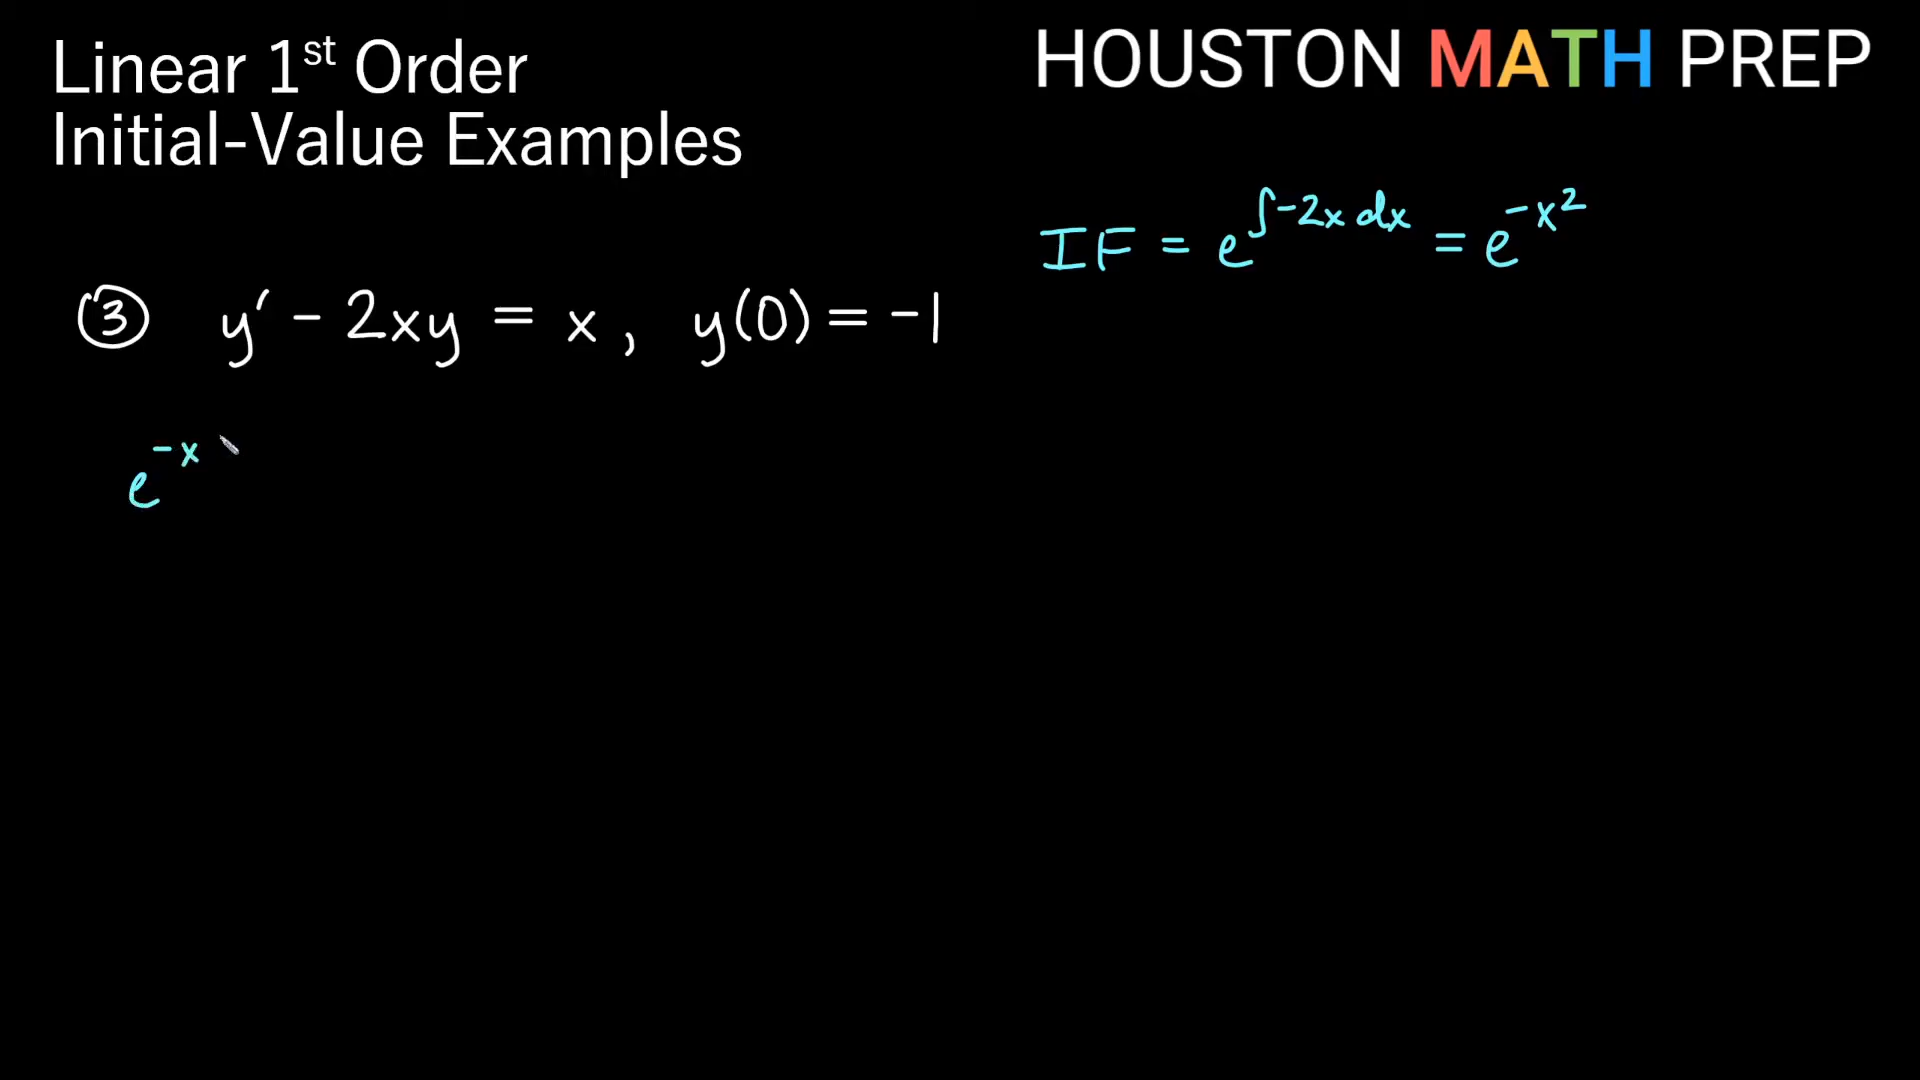 Linear 1st Order
Initial-Value Examples
HOUSTON MATH PREP
IF = e^∫-2x dx = e^-x²
③ y′ - 2xy = x, y(0) = -1
e^-x